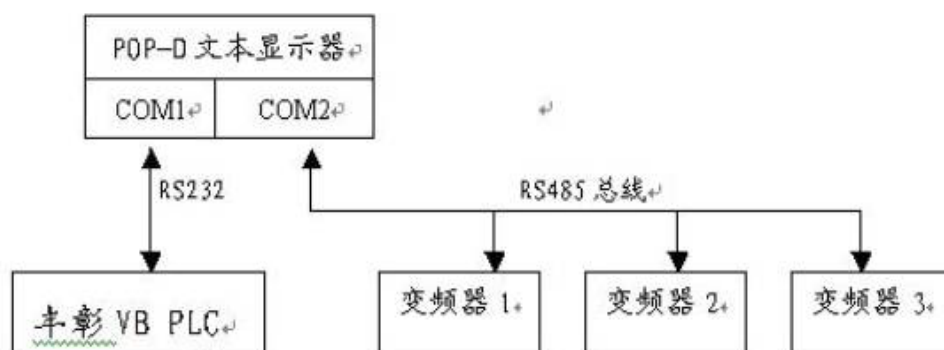 POP-D 文本显示器
COM1
COM2
RS232
RS485 总线
丰彰 VB PLC
变频器 1
变频器 2
变频器 3